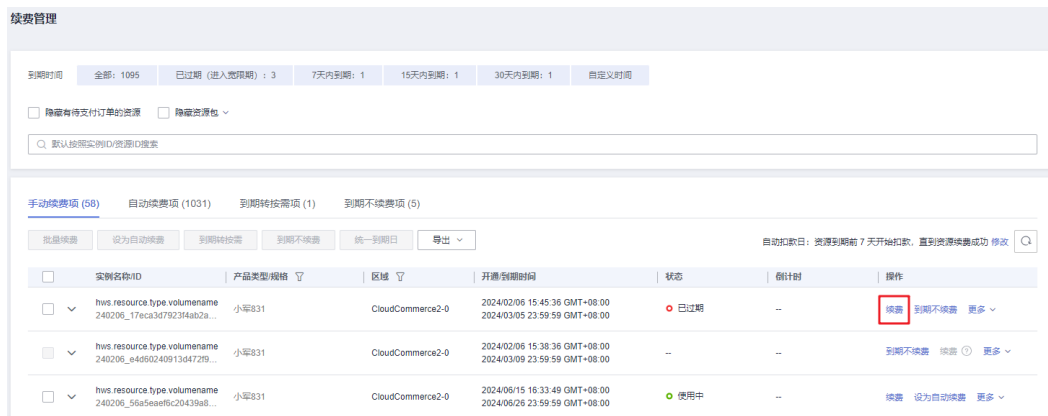 续费管理
到期时间 全部：1095 已过期（进入宽限期）：3 7天内到期：1 15天内到期：1 30天内到期：1 自定义时间
隐藏有待支付订单的资源 隐藏资源包
默认按照实例ID/资源ID搜索
手动续费项 (58) 自动续费项 (1031) 到期转按需项 (1) 到期不续费项 (5)
批量续费 设为自动续费 到期转按需 到期不续费 统一到期日 导出 自动扣款日：资源到期前 7 天开始扣款，直到资源续费成功 修改
实例名称/ID 产品类型/规格 区域 开通/到期时间 状态 倒计时 操作
hws.resource.type.volumename 小军831 CloudCommerce2-0 2024/02/06 15:45:36 GMT+08:00 已过期 -- 续费 到期不续费 更多
240206_17eca3d7923f4ab2a... 2024/03/05 23:59:59 GMT+08:00
hws.resource.type.volumename 小军831 CloudCommerce2-0 2024/02/06 15:38:36 GMT+08:00 -- -- 到期不续费 续费 更多
240206_e4d60240913d472f9... 2024/03/09 23:59:59 GMT+08:00
hws.resource.type.volumename 小军831 CloudCommerce2-0 2024/06/15 16:33:49 GMT+08:00 使用中 -- 续费 设为自动续费 更多
240206_56a5eaef6c20439a8... 2024/06/26 23:59:59 GMT+08:00